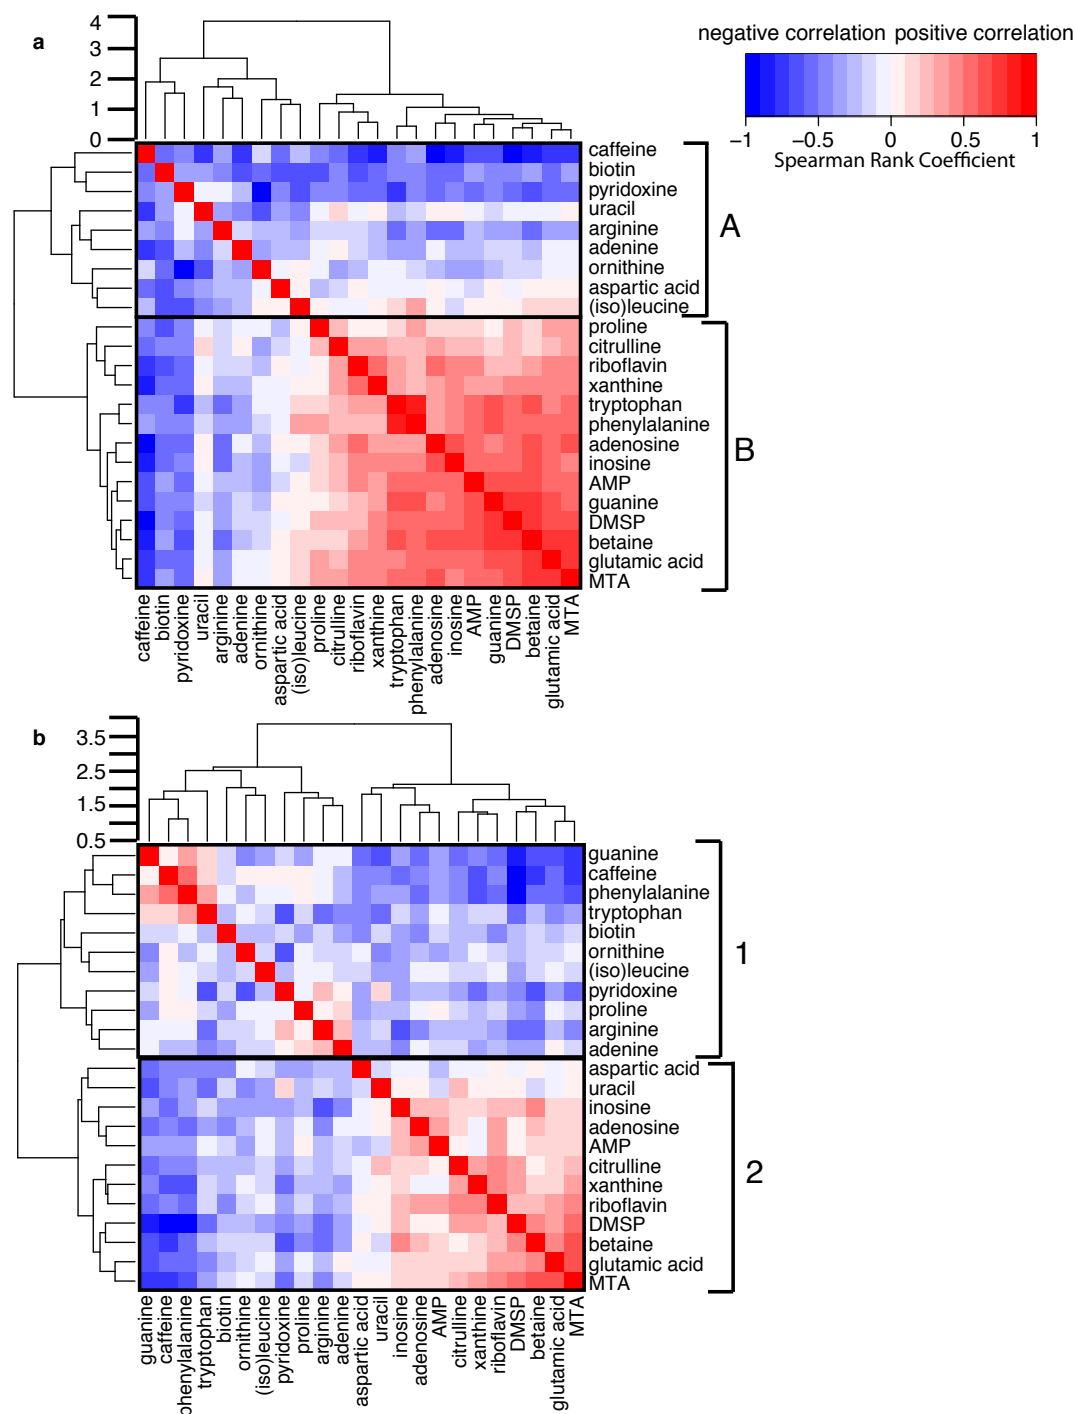 a
4
3
2
1
0
negative correlation positive correlation
−1 −0.5 0 0.5 1
Spearman Rank Coefficient
caffeine
biotin
pyridoxine
uracil
arginine
adenine
ornithine
aspartic acid
(iso)leucine
A
proline
citrulline
riboflavin
xanthine
tryptophan
phenylalanine
adenosine
inosine
AMP
guanine
DMSP
betaine
glutamic acid
MTA
B
caffeine
biotin
pyridoxine
uracil
arginine
adenine
ornithine
aspartic acid
(iso)leucine
proline
citrulline
riboflavin
xanthine
tryptophan
phenylalanine
adenosine
inosine
AMP
guanine
DMSP
betaine
glutamic acid
MTA
b
3.5
2.5
1.5
0.5
guanine
caffeine
phenylalanine
tryptophan
biotin
ornithine
(iso)leucine
pyridoxine
proline
arginine
adenine
1
aspartic acid
uracil
inosine
adenosine
AMP
citrulline
xanthine
riboflavin
DMSP
betaine
glutamic acid
MTA
2
guanine
caffeine
phenylalanine
tryptophan
biotin
ornithine
(iso)leucine
pyridoxine
proline
arginine
adenine
aspartic acid
uracil
inosine
adenosine
AMP
citrulline
xanthine
riboflavin
DMSP
betaine
glutamic acid
MTA